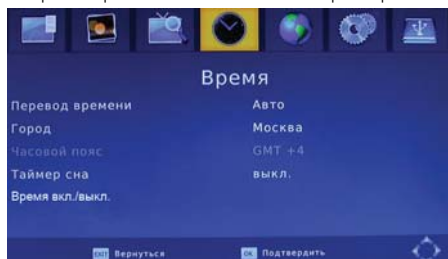 Время
Перевод времени Авто
Город Москва
Часовой пояс GMT +4
Таймер сна выкл.
Время вкл./выкл.
EXIT Вернуться OK Подтвердить